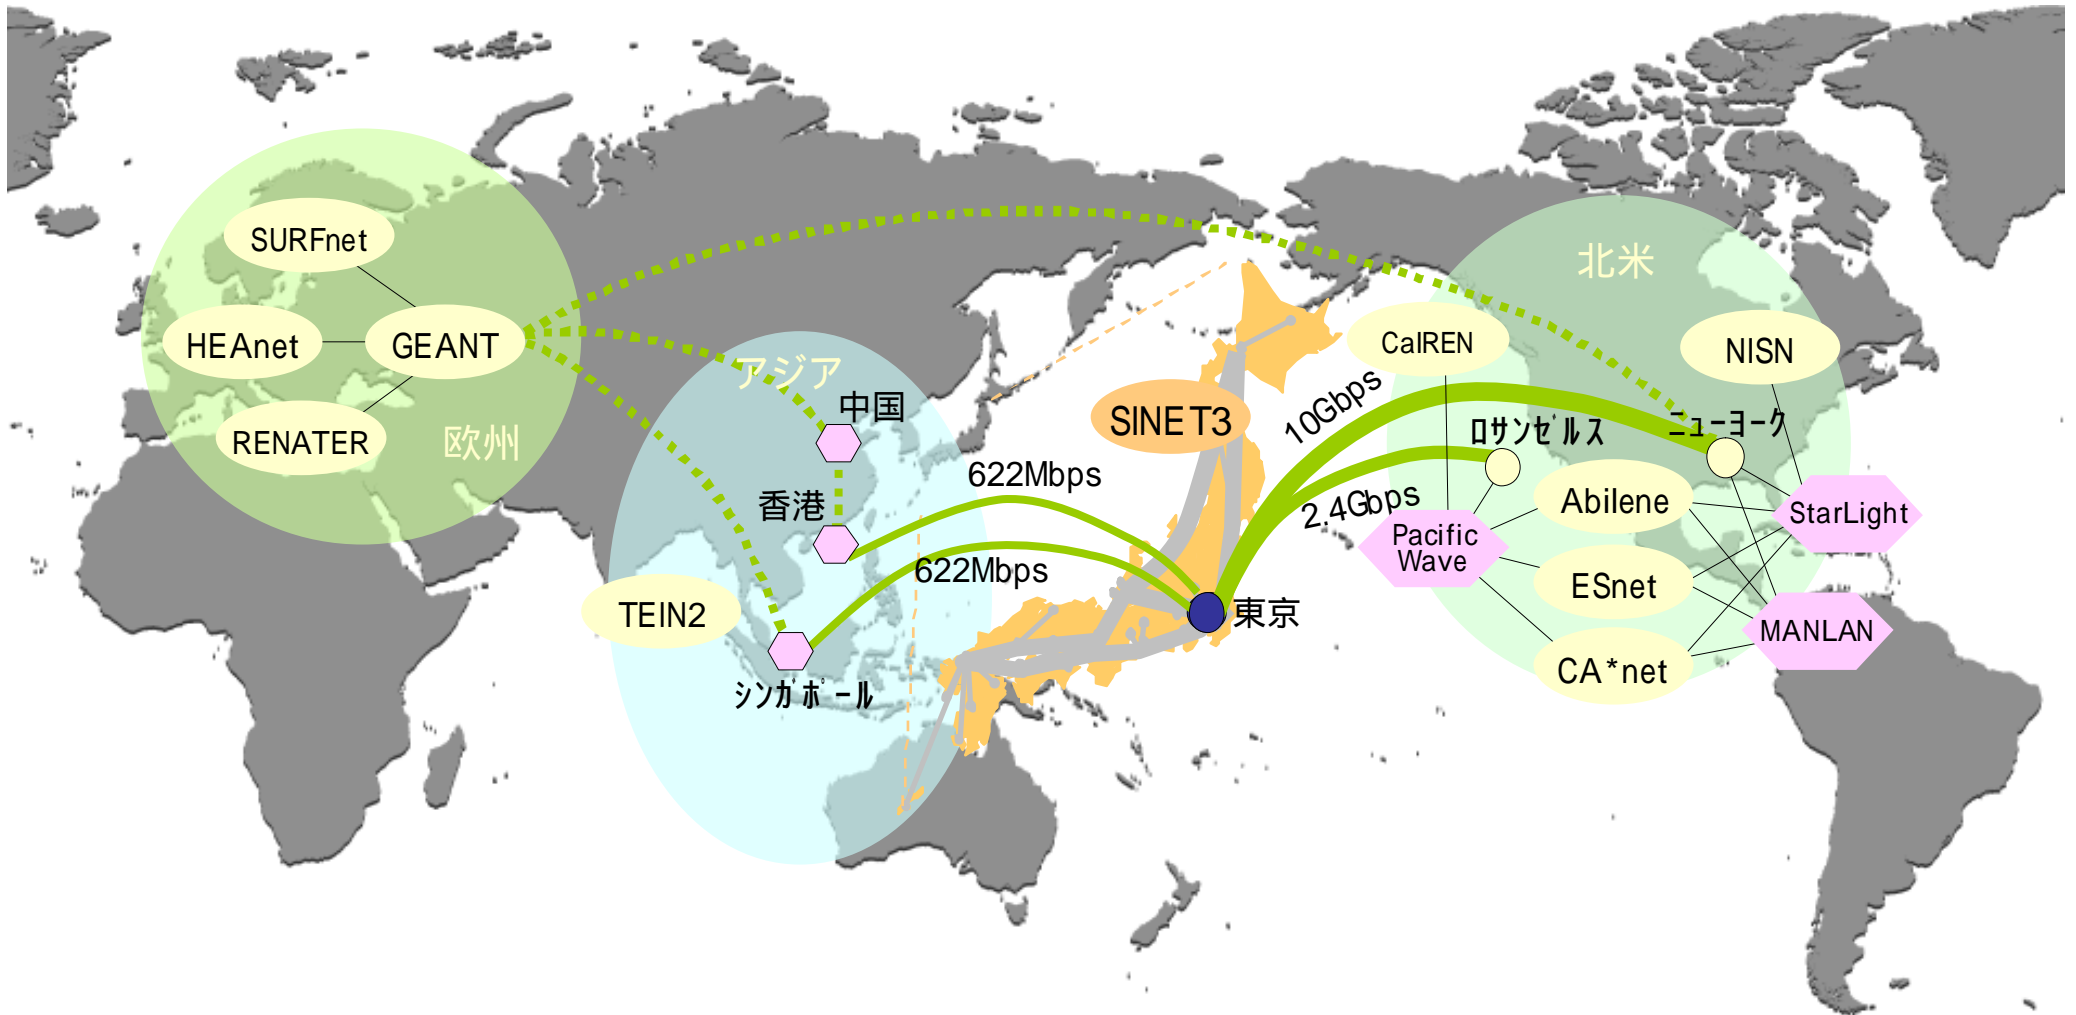 SURFnet
HEAnet
GEANT
RENATER
欧州
アジア
中国
香港
TEIN2
シンガポール
622Mbps
622Mbps
SINET3
東京
10Gbps
2.4Gbps
北米
CalREN
NISN
ロサンゼルス
ニューヨーク
Abilene
StarLight
Pacific
Wave
ESnet
MANLAN
CA*net